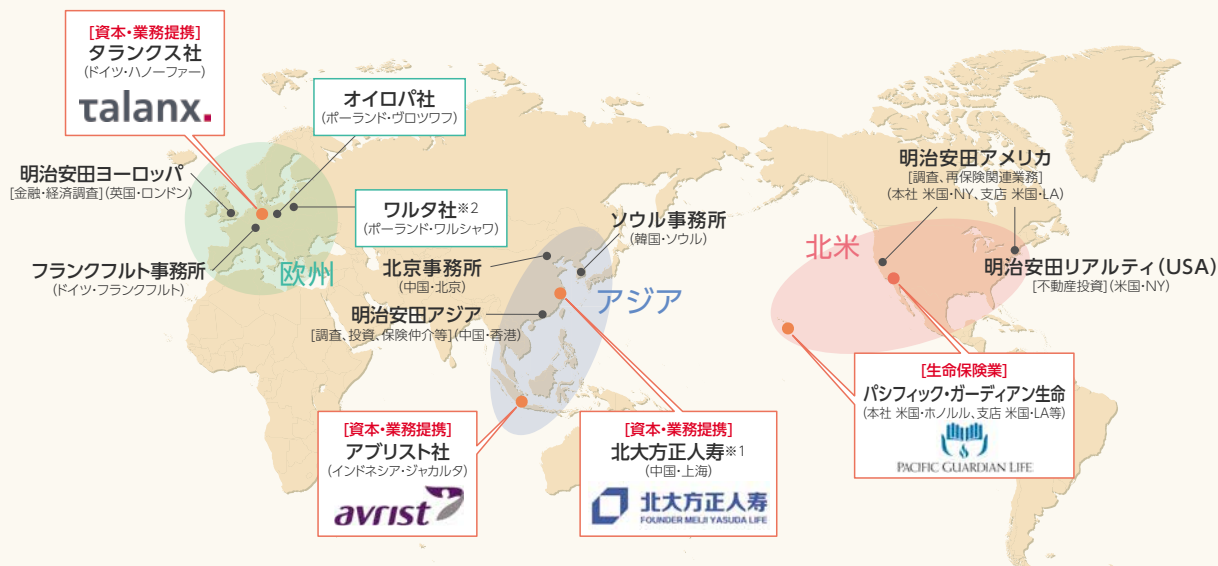 [資本・業務提携]
タランクス社
(ドイツ・ハノーファー)
talanx.
オイロパ社
(ポーランド・ヴロツワフ)
明治安田ヨーロッパ
[金融・経済調査](英国・ロンドン)
ワルタ社※2
(ポーランド・ワルシャワ)
フランクフルト事務所
(ドイツ・フランクフルト)
欧州
北京事務所
(中国・北京)
ソウル事務所
(韓国・ソウル)
アジア
明治安田アジア
[調査、投資、保険仲介等](中国・香港)
明治安田アメリカ
[調査、再保険関連業務]
(本社 米国・NY、支店 米国・LA)
北米
明治安田リアルティ(USA)
[不動産投資](米国・NY)
[資本・業務提携]
アブリスト社
(インドネシア・ジャカルタ)
avrist
[資本・業務提携]
北大方正人寿※1
(中国・上海)
北大方正人寿
FOUNDER MEIJI YASUDA LIFE
[生命保険業]
パシフィック・ガーディアン生命
(本社 米国・ホノルル、支店 米国・LA等)
PACIFIC GUARDIAN LIFE